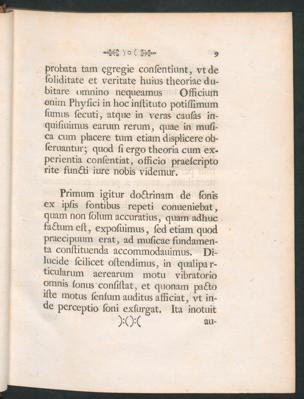 9
probata tam egregie consentiunt, vt de
soliditate et veritate huius theoriae du-
bitare omnino nequeamus Officium
enim Physici in hoc instituto potissimum
sumus secuti, atque in veras causas in-
quisiuimus earum rerum, quae in musi-
ca cum placere tum etiam displicere ob-
seruantur; quod si ergo theoria cum ex-
perientia consentiat, officio praescripto
rite functi iure nobis videmur.
Primum igitur doctrinam de sonis
ex ipsis fontibus repeti conueniebat,
quam non solum accuratius, quam adhuc
factum est, exposuimus, sed etiam quod
praecipuum erat, ad musicae fundamen-
ta constituenda accommodauimus. Di-
lucide scilicet ostendimus, in quali par-
ticularum aerearum motu vibratorio
omnis sonus consistat, et quonam pacto
iste motus sensum auditus afficiat, vt in-
de perceptio soni exsurgat. Ita inotuit
):():( au-